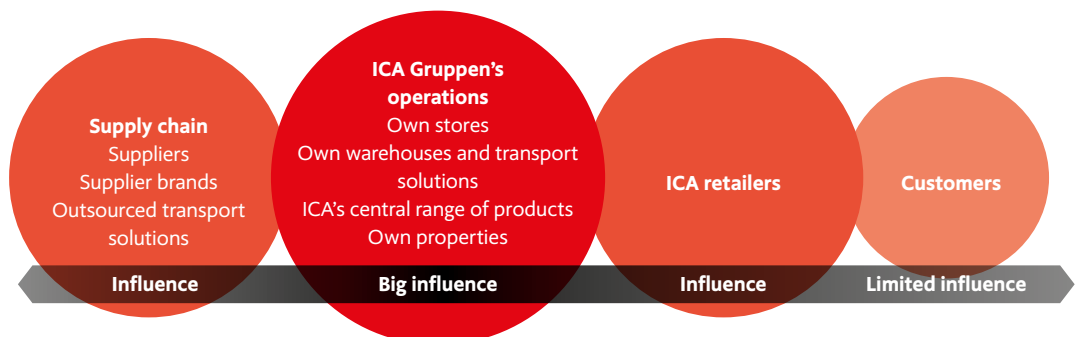 Supply chain
Suppliers
Supplier brands
Outsourced transport
solutions
Influence
ICA Gruppen's
operations
Own stores
Own warehouses and transport
solutions
ICA's central range of products
Own properties
Big influence
ICA retailers
Influence
Customers
Limited influence